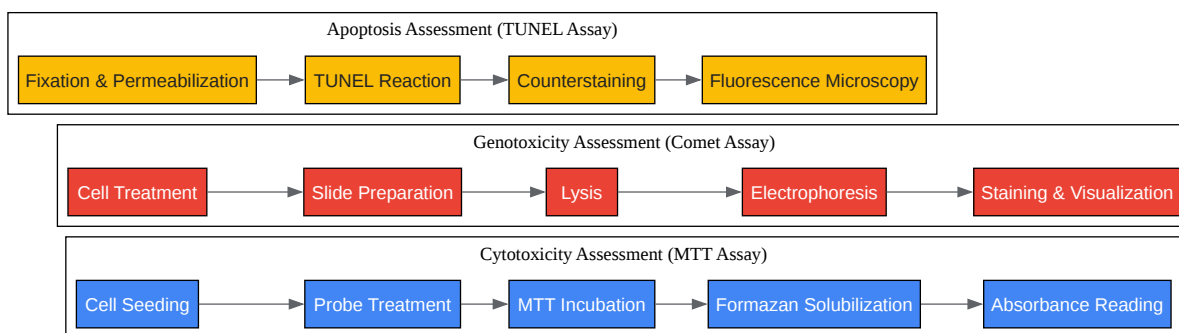 Apoptosis Assessment (TUNEL Assay)
Fixation & Permeabilization
TUNEL Reaction
Counterstaining
Fluorescence Microscopy
Genotoxicity Assessment (Comet Assay)
Cell Treatment
Slide Preparation
Lysis
Electrophoresis
Staining & Visualization
Cytotoxicity Assessment (MTT Assay)
Cell Seeding
Probe Treatment
MTT Incubation
Formazan Solubilization
Absorbance Reading